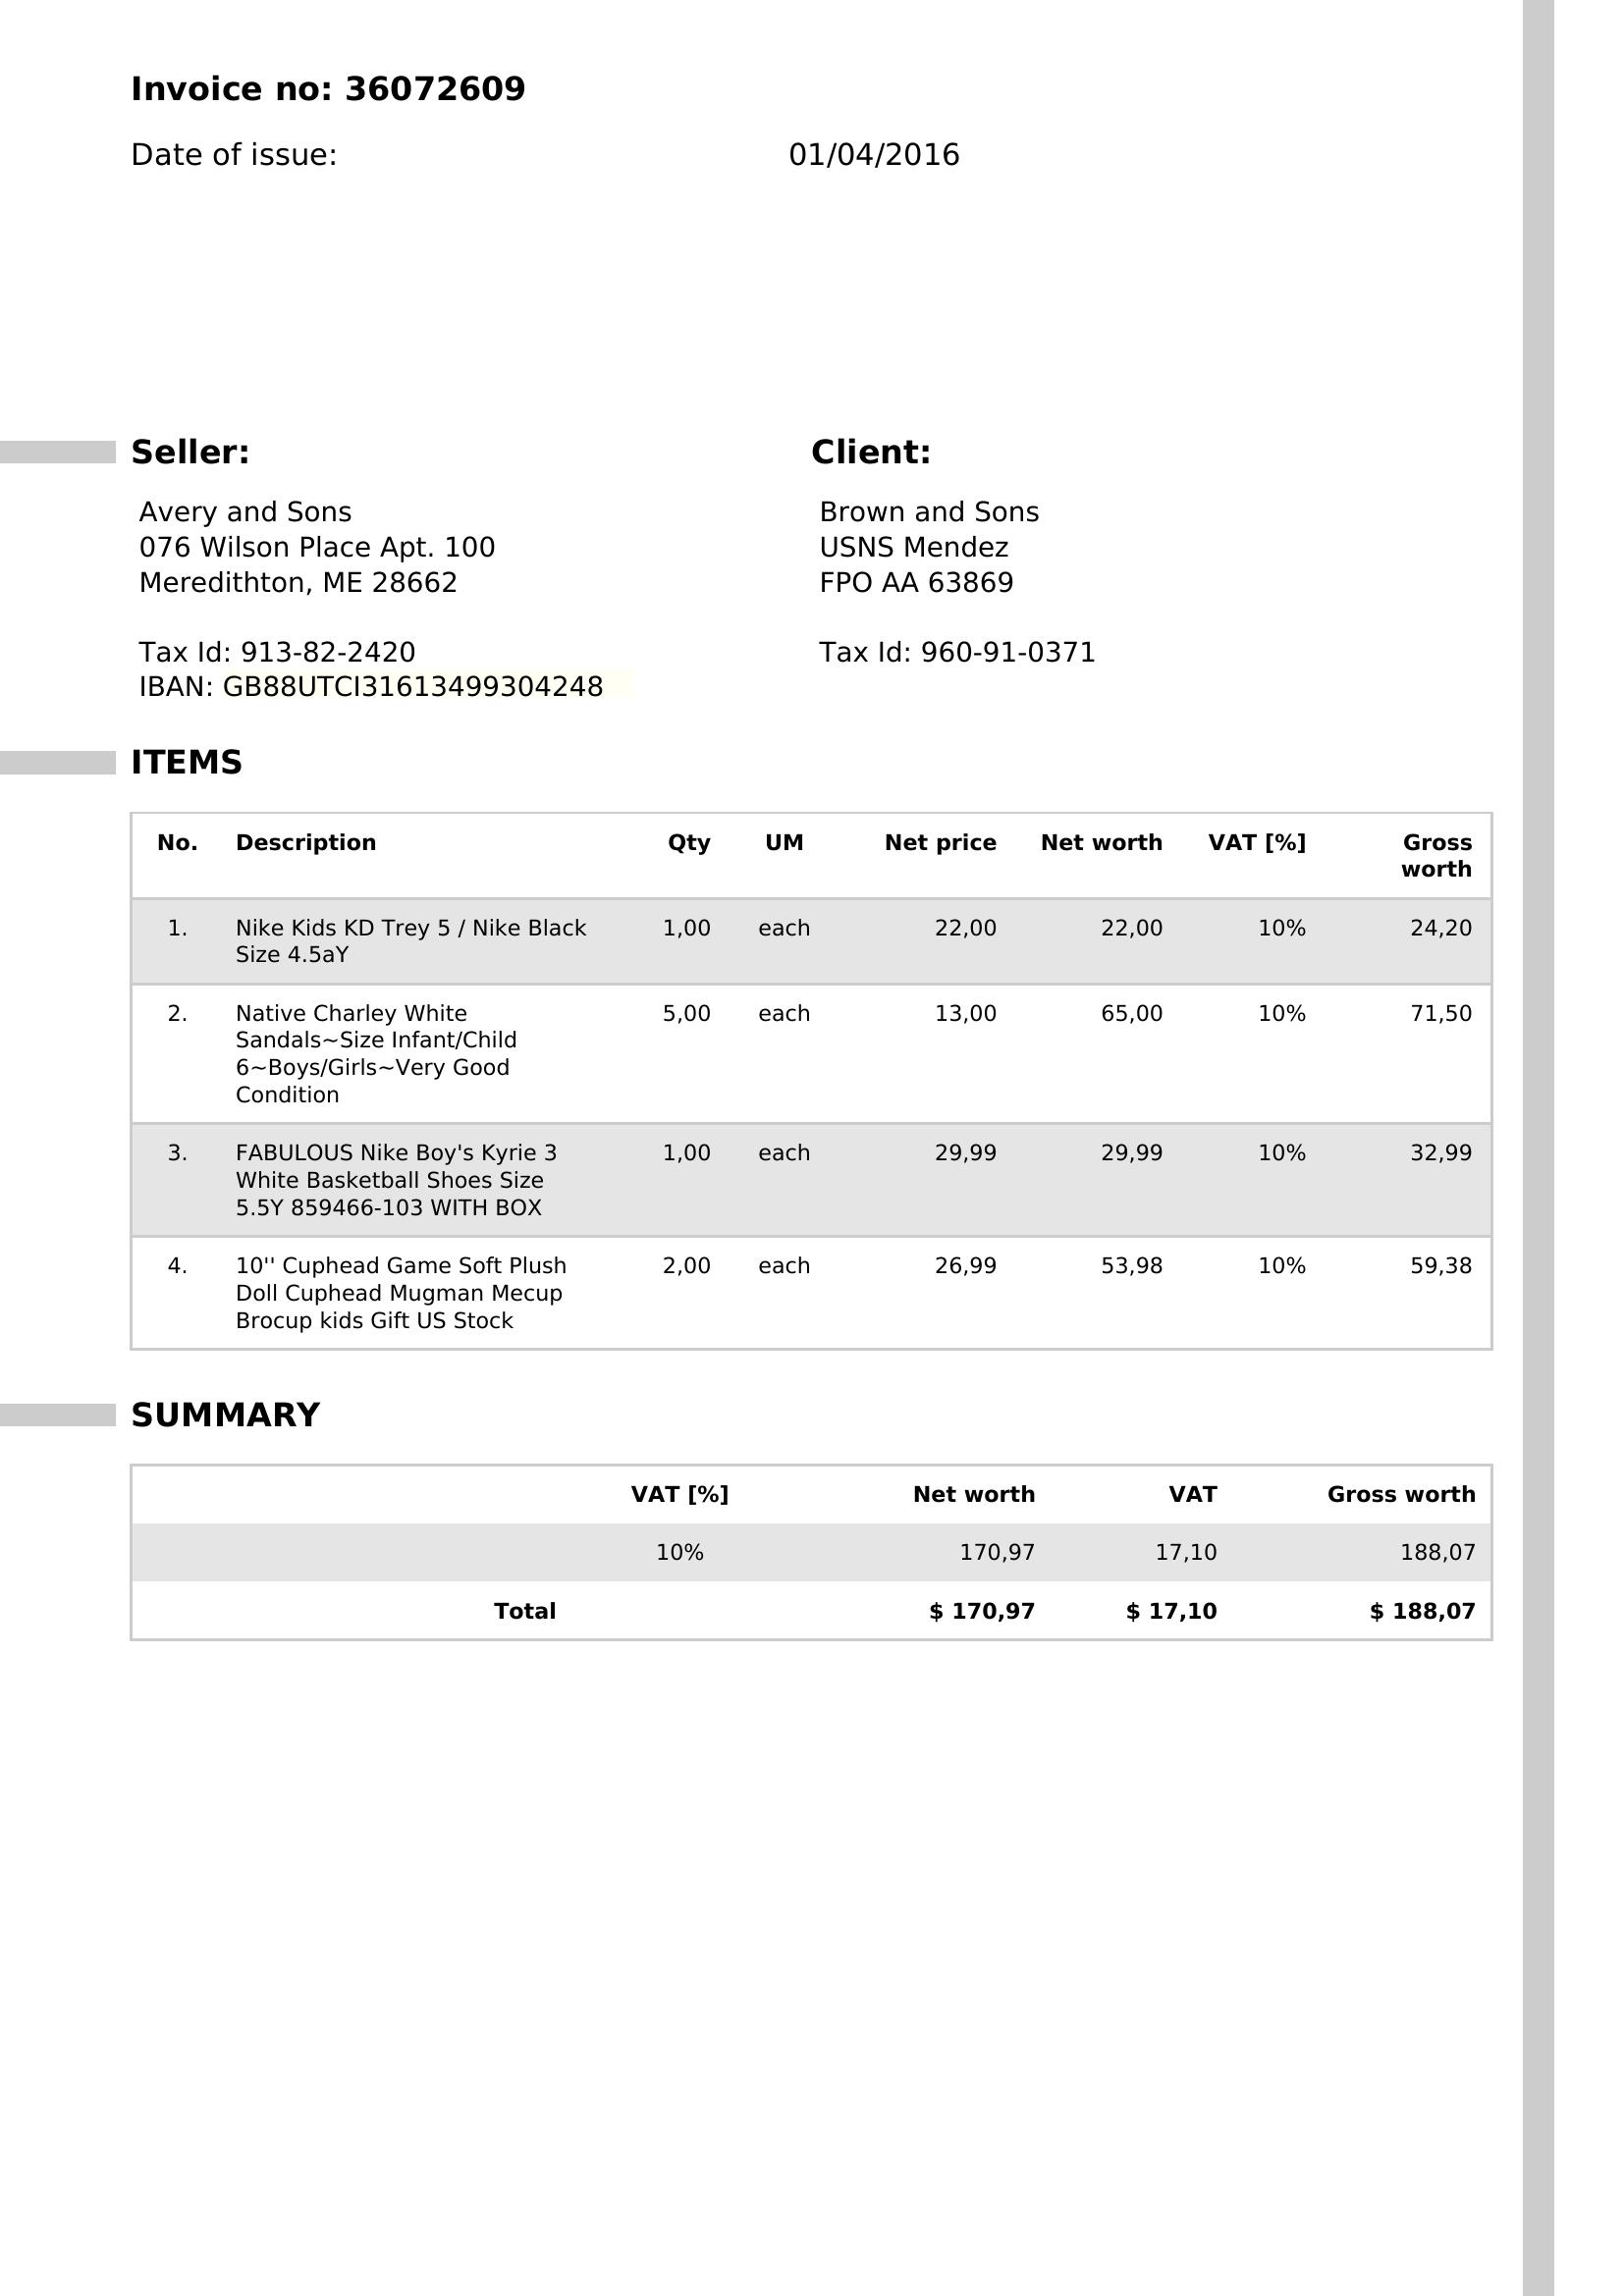 Invoice no: 36072609
Date of issue: 01/04/2016
Seller:
Avery and Sons
076 Wilson Place Apt. 100
Meredithton, ME 28662
Tax Id: 913-82-2420
IBAN: GB88UTCI31613499304248
Client:
Brown and Sons
USNS Mendez
FPO AA 63869
Tax Id: 960-91-0371
ITEMS
No. Description Qty UM Net price Net worth VAT [%] Gross
worth
1. Nike Kids KD Trey 5 / Nike Black 1,00 each 22,00 22,00 10% 24,20
Size 4.5aY
2. Native Charley White 5,00 each 13,00 65,00 10% 71,50
Sandals~Size Infant/Child
6~Boys/Girls~Very Good
Condition
3. FABULOUS Nike Boy's Kyrie 3 1,00 each 29,99 29,99 10% 32,99
White Basketball Shoes Size
5.5Y 859466-103 WITH BOX
4. 10'' Cuphead Game Soft Plush 2,00 each 26,99 53,98 10% 59,38
Doll Cuphead Mugman Mecup
Brocup kids Gift US Stock
SUMMARY
VAT [%] Net worth VAT Gross worth
10% 170,97 17,10 188,07
Total $ 170,97 $ 17,10 $ 188,07